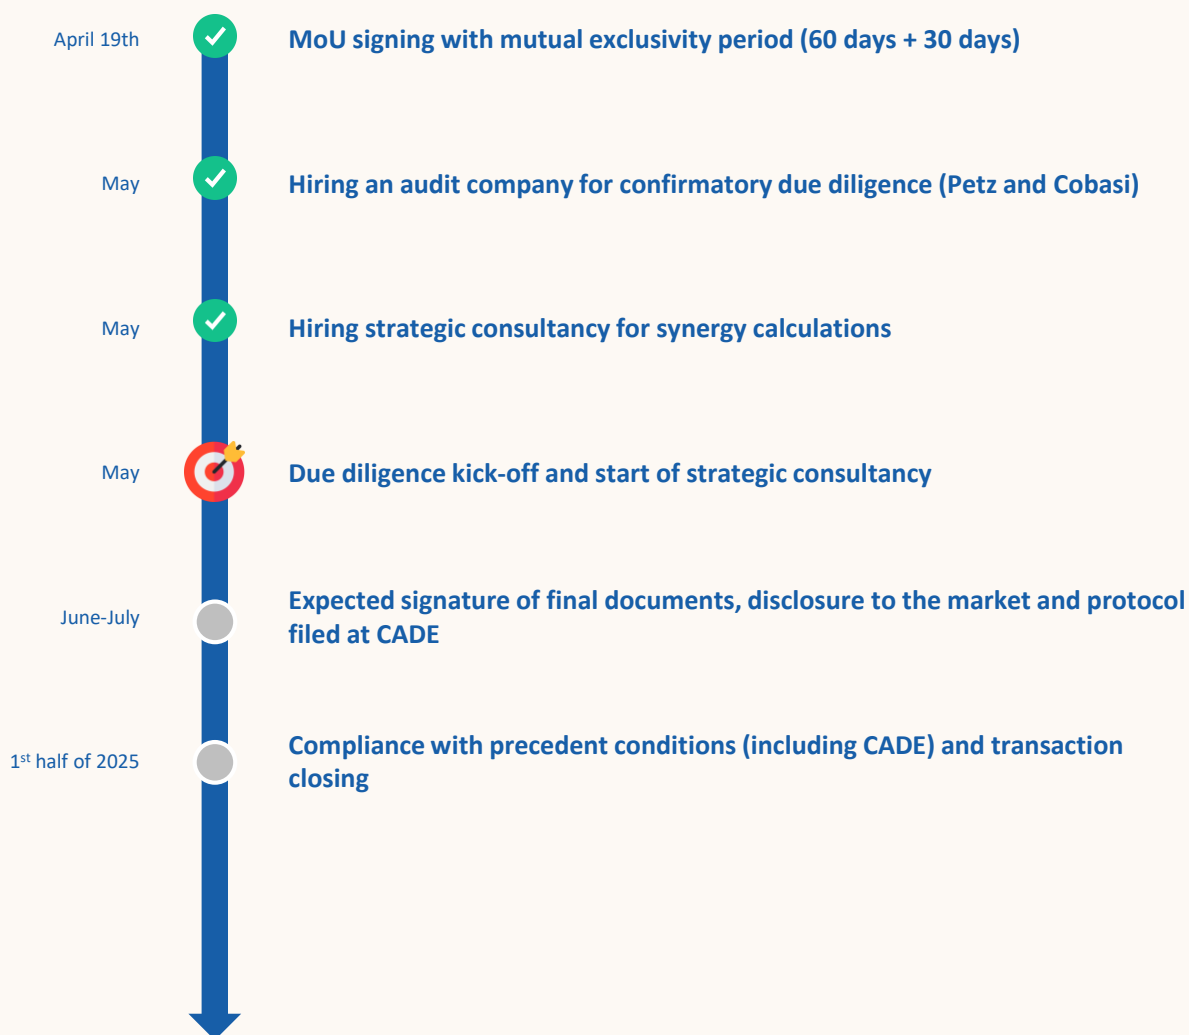 April 19th
MoU signing with mutual exclusivity period (60 days + 30 days)
May
Hiring an audit company for confirmatory due diligence (Petz and Cobasi)
May
Hiring strategic consultancy for synergy calculations
May
Due diligence kick-off and start of strategic consultancy
June-July
Expected signature of final documents, disclosure to the market and protocol
filed at CADE
1st half of 2025
Compliance with precedent conditions (including CADE) and transaction
closing